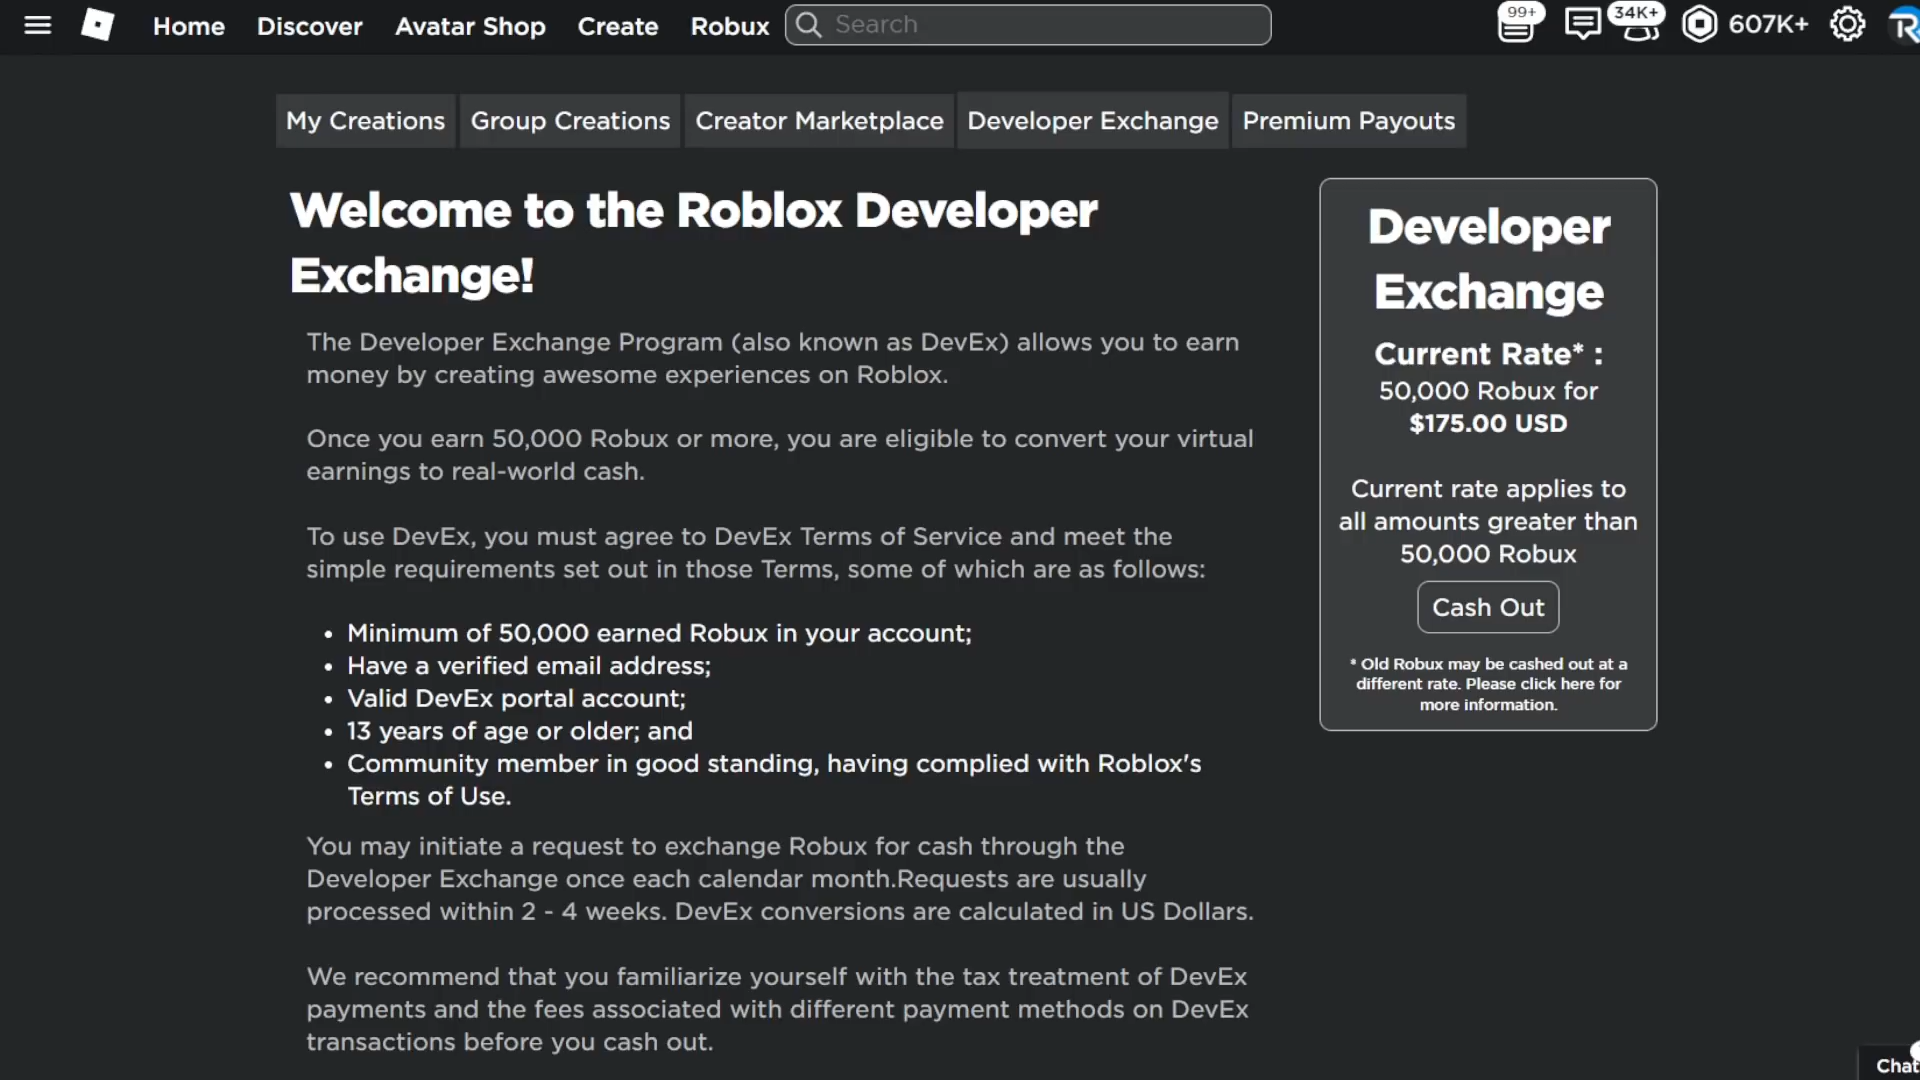 Home Discover Avatar Shop Create Robux Search 99+ 34K+ 607K+
My Creations Group Creations Creator Marketplace Developer Exchange Premium Payouts
Welcome to the Roblox Developer
Exchange!
The Developer Exchange Program (also known as DevEx) allows you to earn
money by creating awesome experiences on Roblox.
Once you earn 50,000 Robux or more, you are eligible to convert your virtual
earnings to real-world cash.
To use DevEx, you must agree to DevEx Terms of Service and meet the
simple requirements set out in those Terms, some of which are as follows:
• Minimum of 50,000 earned Robux in your account;
• Have a verified email address;
• Valid DevEx portal account;
• 13 years of age or older; and
• Community member in good standing, having complied with Roblox's
Terms of Use.
You may initiate a request to exchange Robux for cash through the
Developer Exchange once each calendar month.Requests are usually
processed within 2 - 4 weeks. DevEx conversions are calculated in US Dollars.
We recommend that you familiarize yourself with the tax treatment of DevEx
payments and the fees associated with different payment methods on DevEx
transactions before you cash out.
Developer
Exchange
Current Rate* :
50,000 Robux for
$175.00 USD
Current rate applies to
all amounts greater than
50,000 Robux
Cash Out
* Old Robux may be cashed out at a
different rate. Please click here for
more information.
Chat